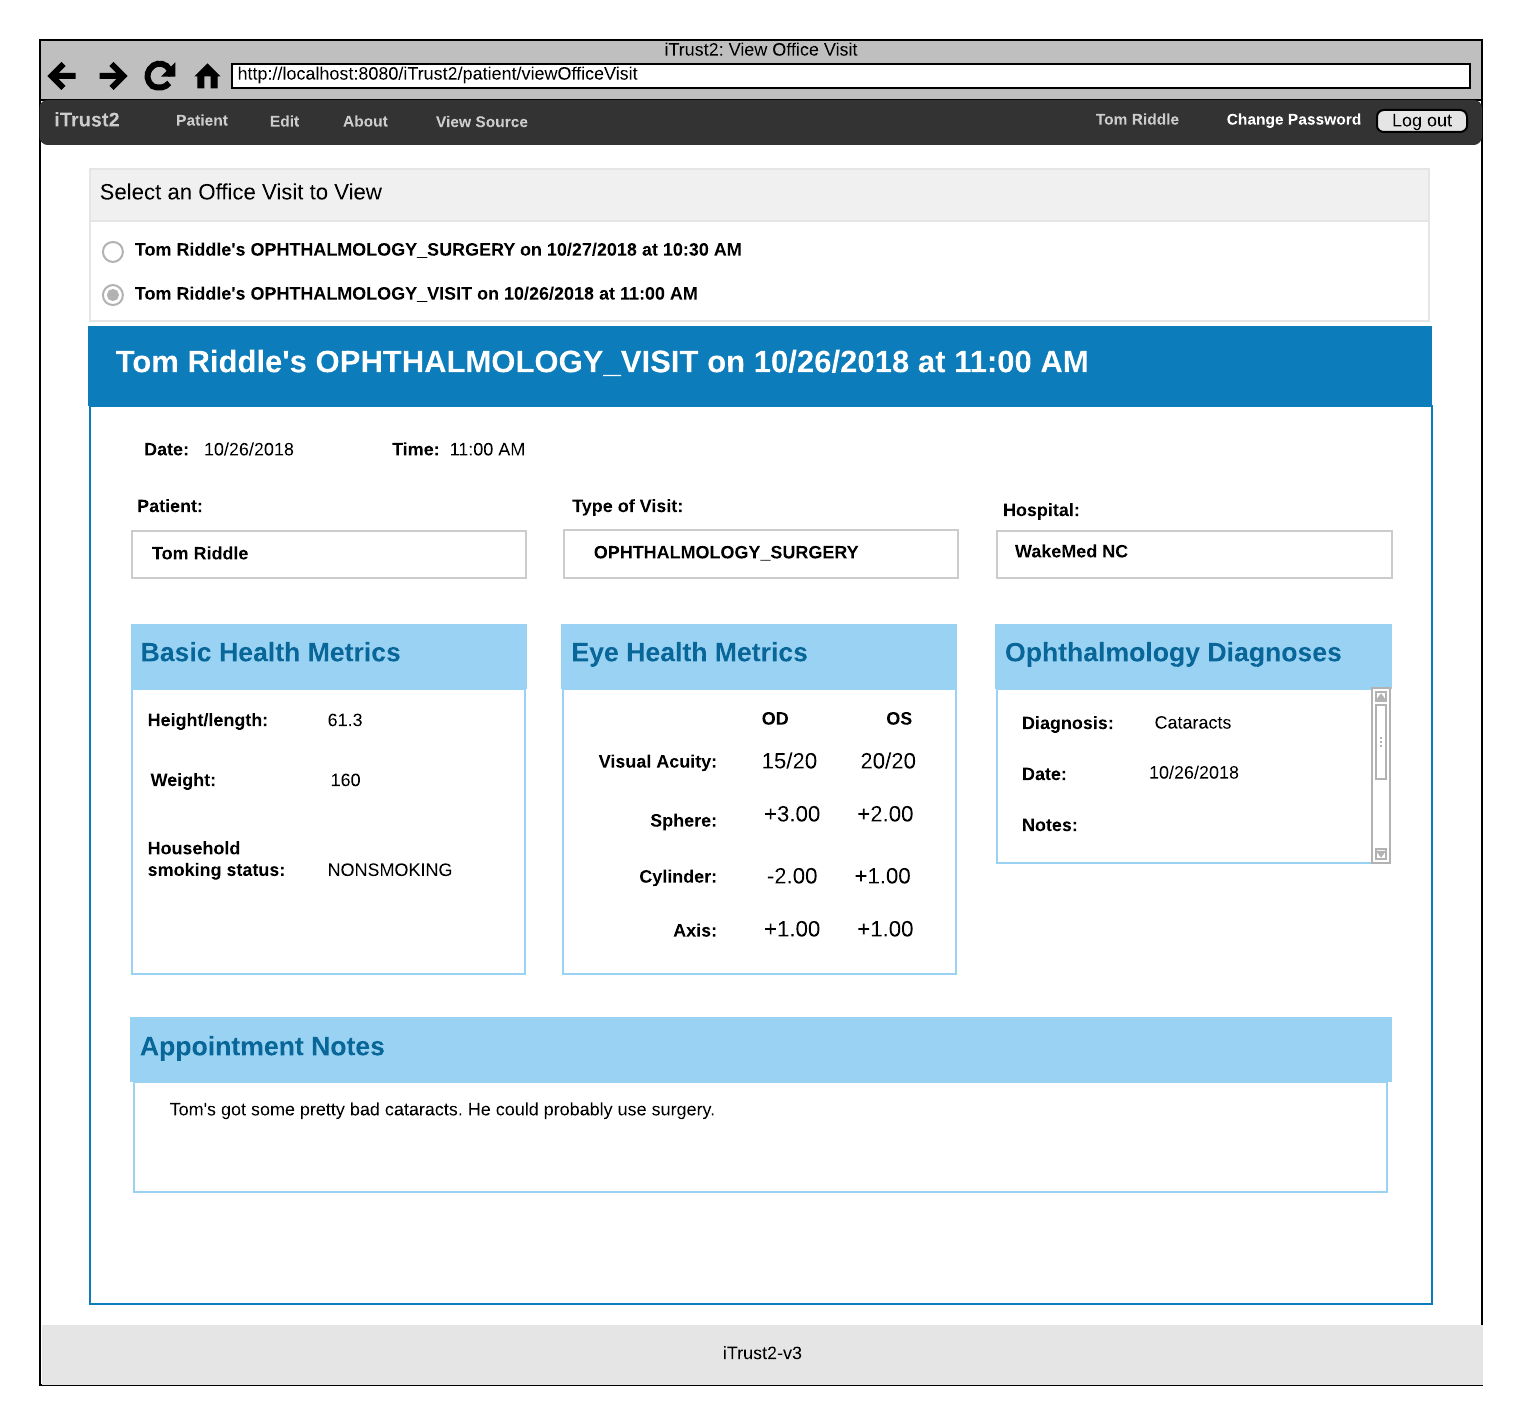 iTrust2: View Office Visit
http://localhost:8080/iTrust2/patient/viewOfficeVisit
iTrust2 Patient Edit About View Source Tom Riddle Change Password Log out
Select an Office Visit to View
Tom Riddle's OPHTHALMOLOGY_SURGERY on 10/27/2018 at 10:30 AM
Tom Riddle's OPHTHALMOLOGY_VISIT on 10/26/2018 at 11:00 AM
Tom Riddle's OPHTHALMOLOGY_VISIT on 10/26/2018 at 11:00 AM
Date: 10/26/2018 Time: 11:00 AM
Patient: Type of Visit: Hospital:
Tom Riddle OPHTHALMOLOGY_SURGERY WakeMed NC
Basic Health Metrics
Height/length: 61.3
Weight: 160
Household
smoking status: NONSMOKING
Eye Health Metrics
OD OS
Visual Acuity: 15/20 20/20
Sphere: +3.00 +2.00
Cylinder: -2.00 +1.00
Axis: +1.00 +1.00
Ophthalmology Diagnoses
Diagnosis: Cataracts
Date: 10/26/2018
Notes:
Appointment Notes
Tom's got some pretty bad cataracts. He could probably use surgery.
iTrust2-v3